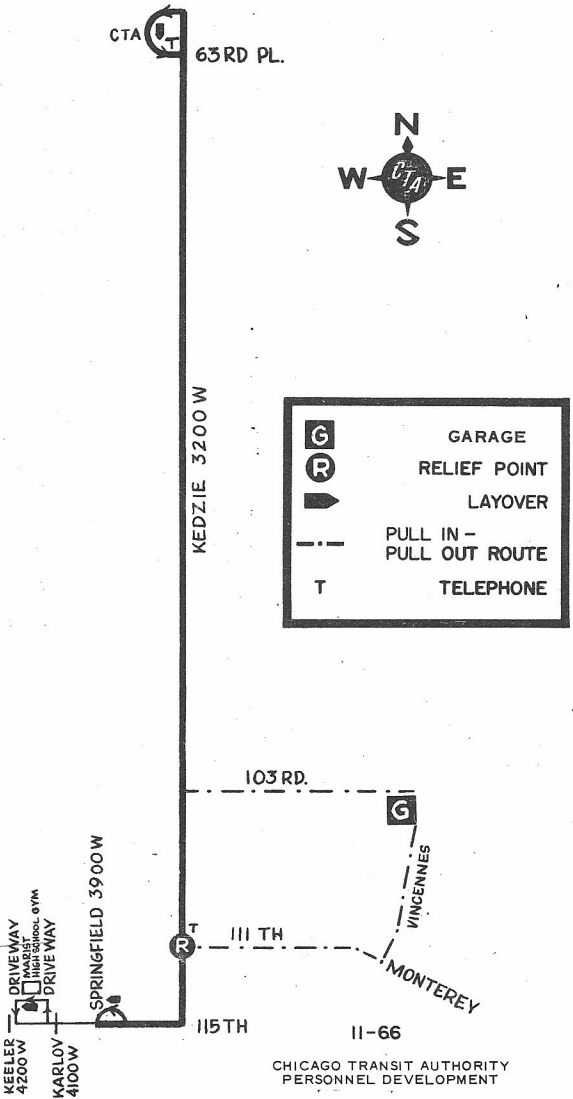 CTA
T
63RD PL.
N
W CTA E
S
KEDZIE 3200 W
G GARAGE
R RELIEF POINT
LAYOVER
PULL IN -
PULL OUT ROUTE
T TELEPHONE
103 RD.
G
VINCENNES
SPRINGFIELD 3900 W
T
R
111 TH
MONTEREY
DRIVEWAY
MARIST
HIGH SCHOOL GYM
DRIVEWAY
115 TH
KEELER
4200 W
KARLOV
4100 W
11-66
CHICAGO TRANSIT AUTHORITY
PERSONNEL DEVELOPMENT